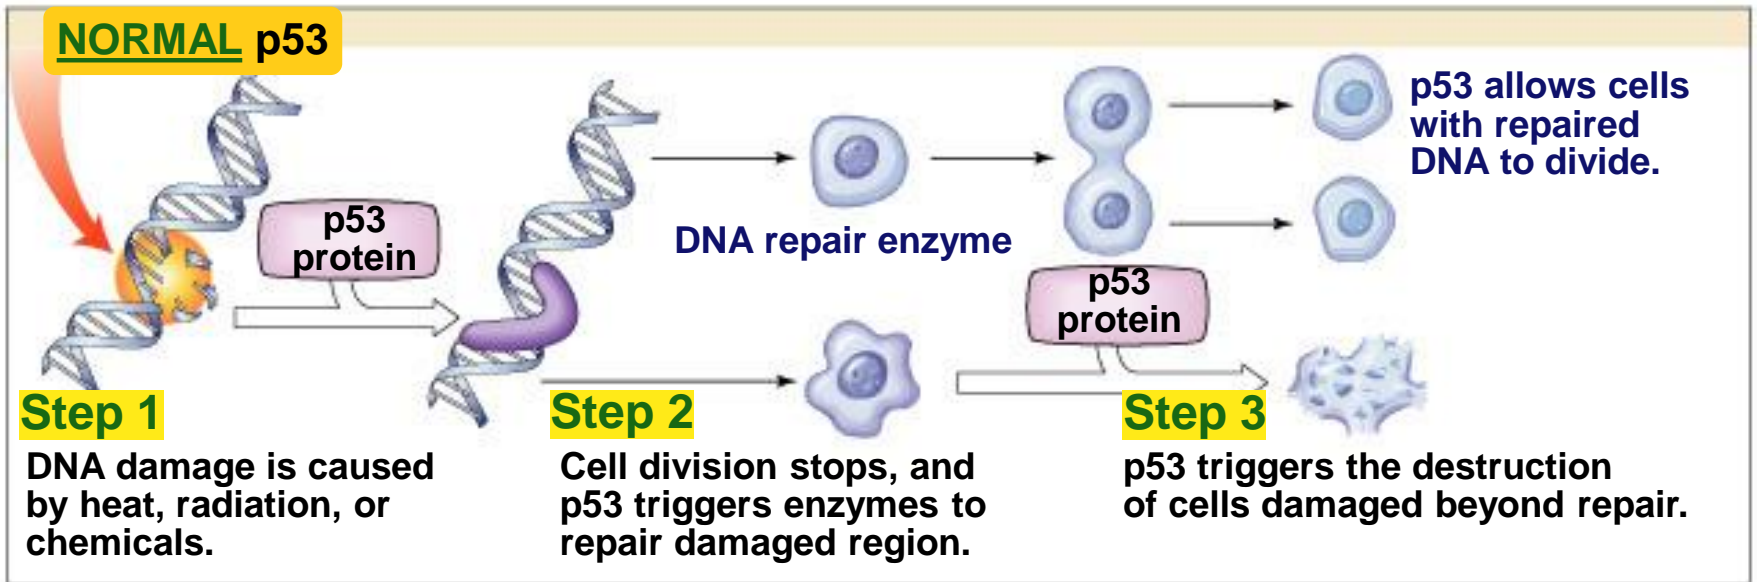 NORMAL p53
p53 allows cells
with repaired
DNA to divide.
p53
protein
DNA repair enzyme
p53
protein
Step 1
DNA damage is caused
by heat, radiation, or
chemicals.
Step 2
Cell division stops, and
p53 triggers enzymes to
repair damaged region.
Step 3
p53 triggers the destruction
of cells damaged beyond repair.